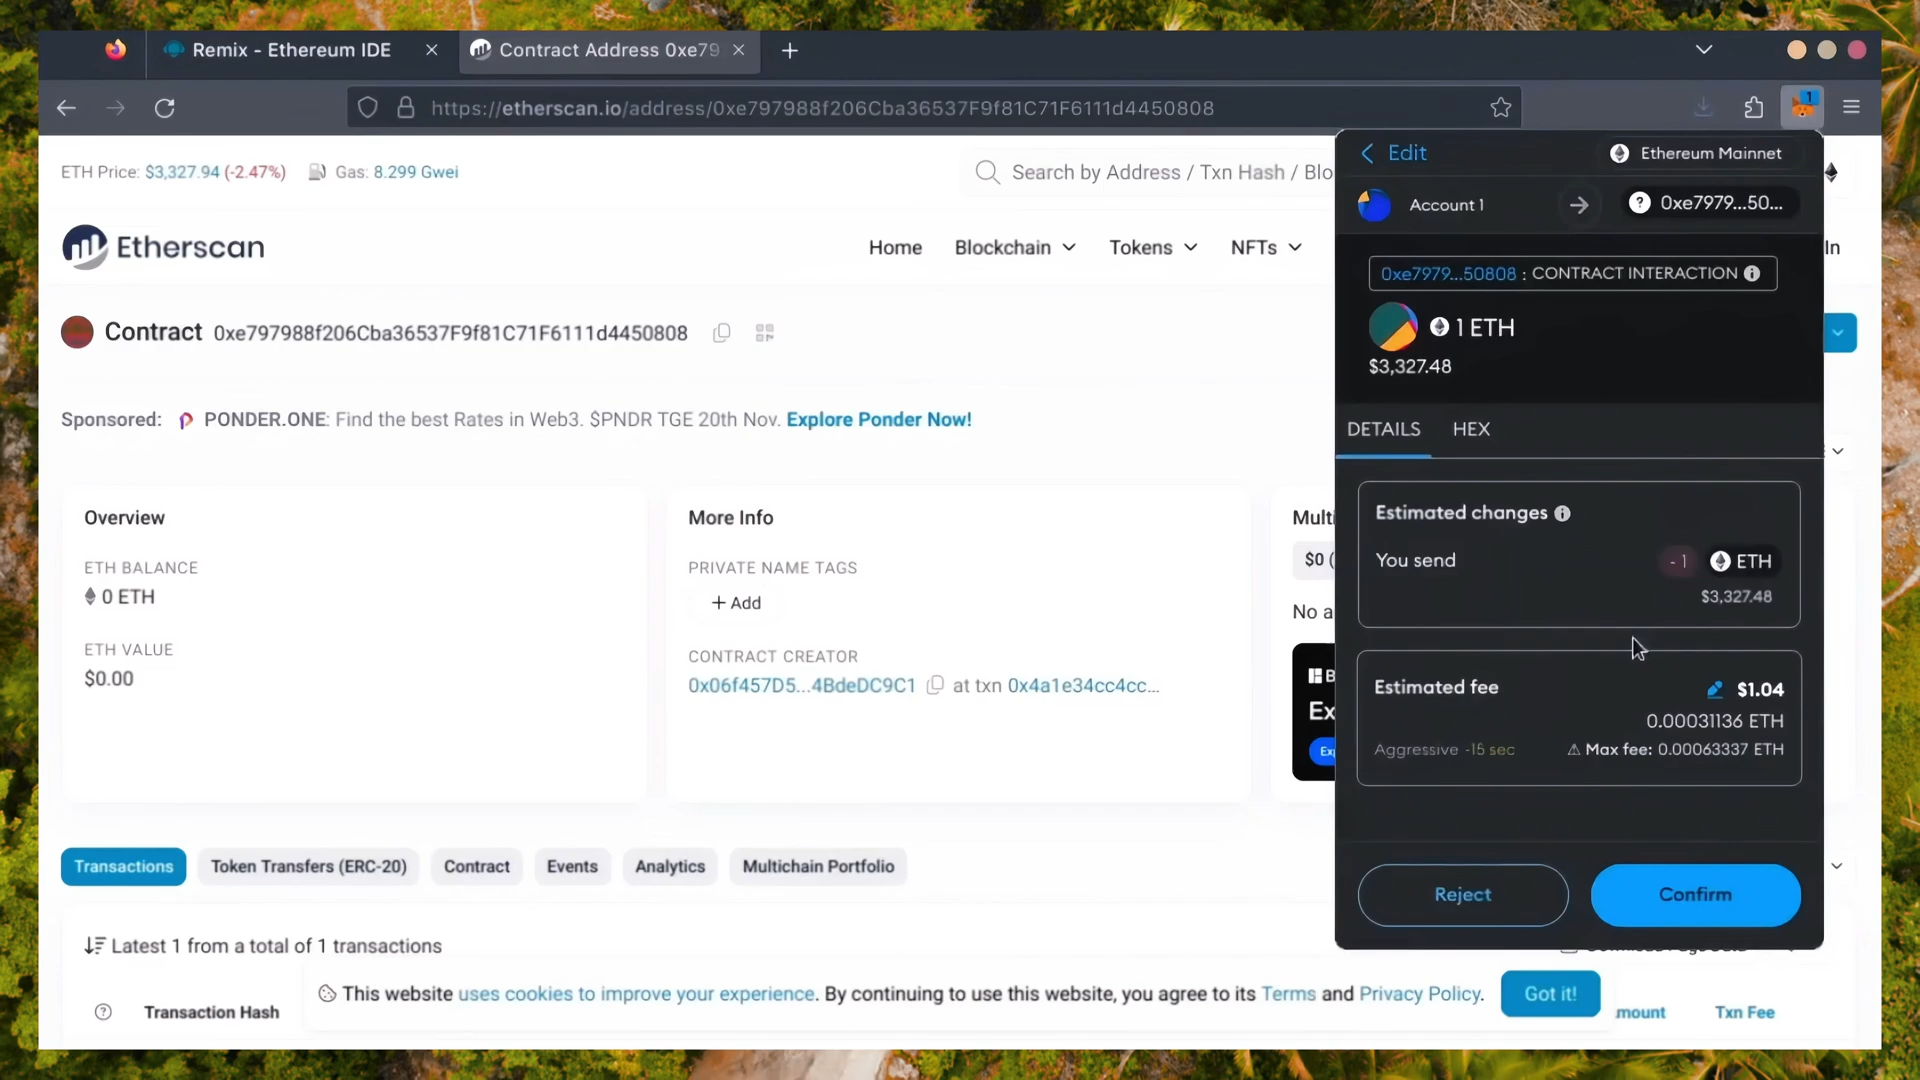 Remix - Ethereum IDE
Contract Address 0xe79
https://etherscan.io/address/0xe797988f206Cba36537F9f81C71F6111d4450808
1
ETH Price: $3,327.94 (-2.47%) Gas: 8.299 Gwei
Search by Address / Txn Hash / Blo
Etherscan
Home Blockchain Tokens NFTs
In
Contract 0xe797988f206Cba36537F9f81C71F6111d4450808
Sponsored: PONDER.ONE: Find the best Rates in Web3. $PNDR TGE 20th Nov. Explore Ponder Now!
Overview
ETH BALANCE
0 ETH
ETH VALUE
$0.00
More Info
PRIVATE NAME TAGS
+ Add
CONTRACT CREATOR
0x06f457D5...4BdeDC9C1 at txn 0x4a1e34cc4cc...
Multi
$0 (
No a
B
Ex
Exp
Transactions Token Transfers (ERC-20) Contract Events Analytics Multichain Portfolio
Latest 1 from a total of 1 transactions
Transaction Hash
mount Txn Fee
This website uses cookies to improve your experience. By continuing to use this website, you agree to its Terms and Privacy Policy.
Got it!
Edit
Ethereum Mainnet
Account 1
0xe7979...50...
0xe7979...50808 : CONTRACT INTERACTION
1 ETH
$3,327.48
DETAILS HEX
Estimated changes
You send - 1 ETH
$3,327.48
Estimated fee $1.04
0.00031136 ETH
Aggressive ~15 sec Max fee: 0.00063337 ETH
Reject Confirm